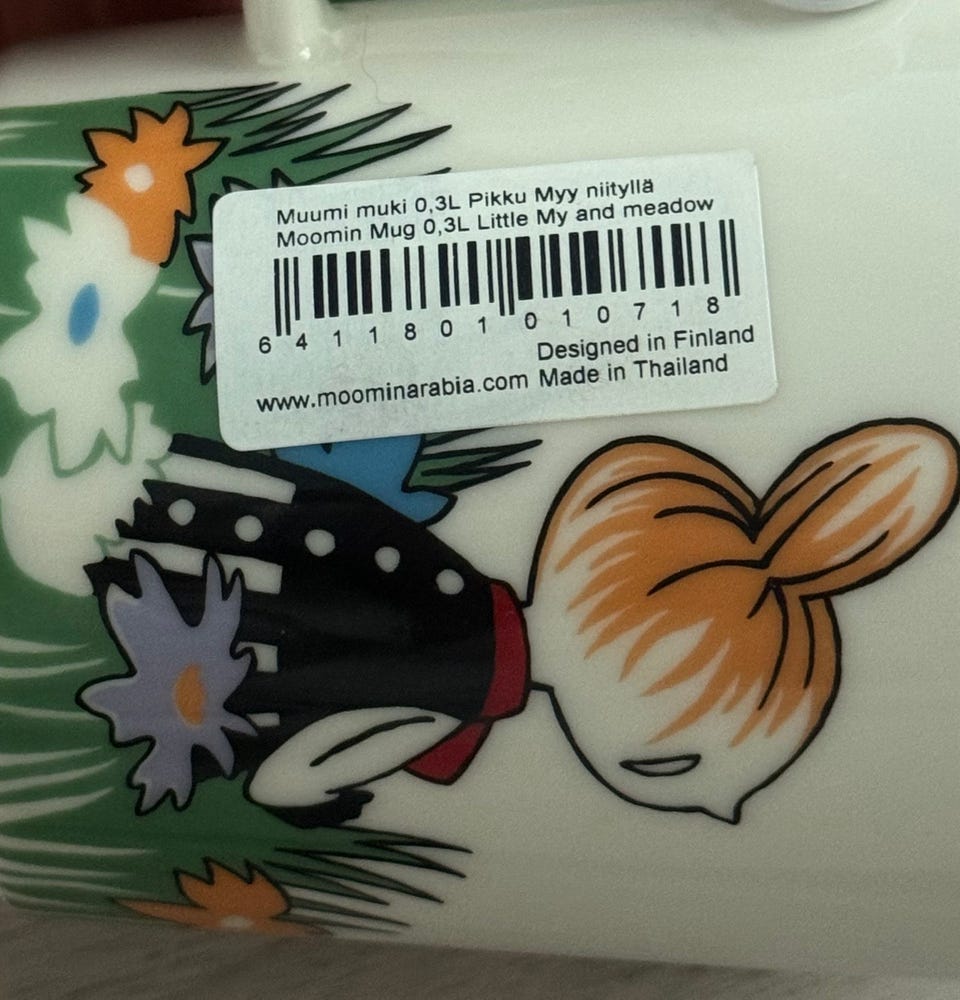 Muumi muki 0,3L Pikku Myy niityllä
Moomin Mug 0,3L Little My and meadow
6 411801 010718
Designed in Finland
www.moominarabia.com Made in Thailand